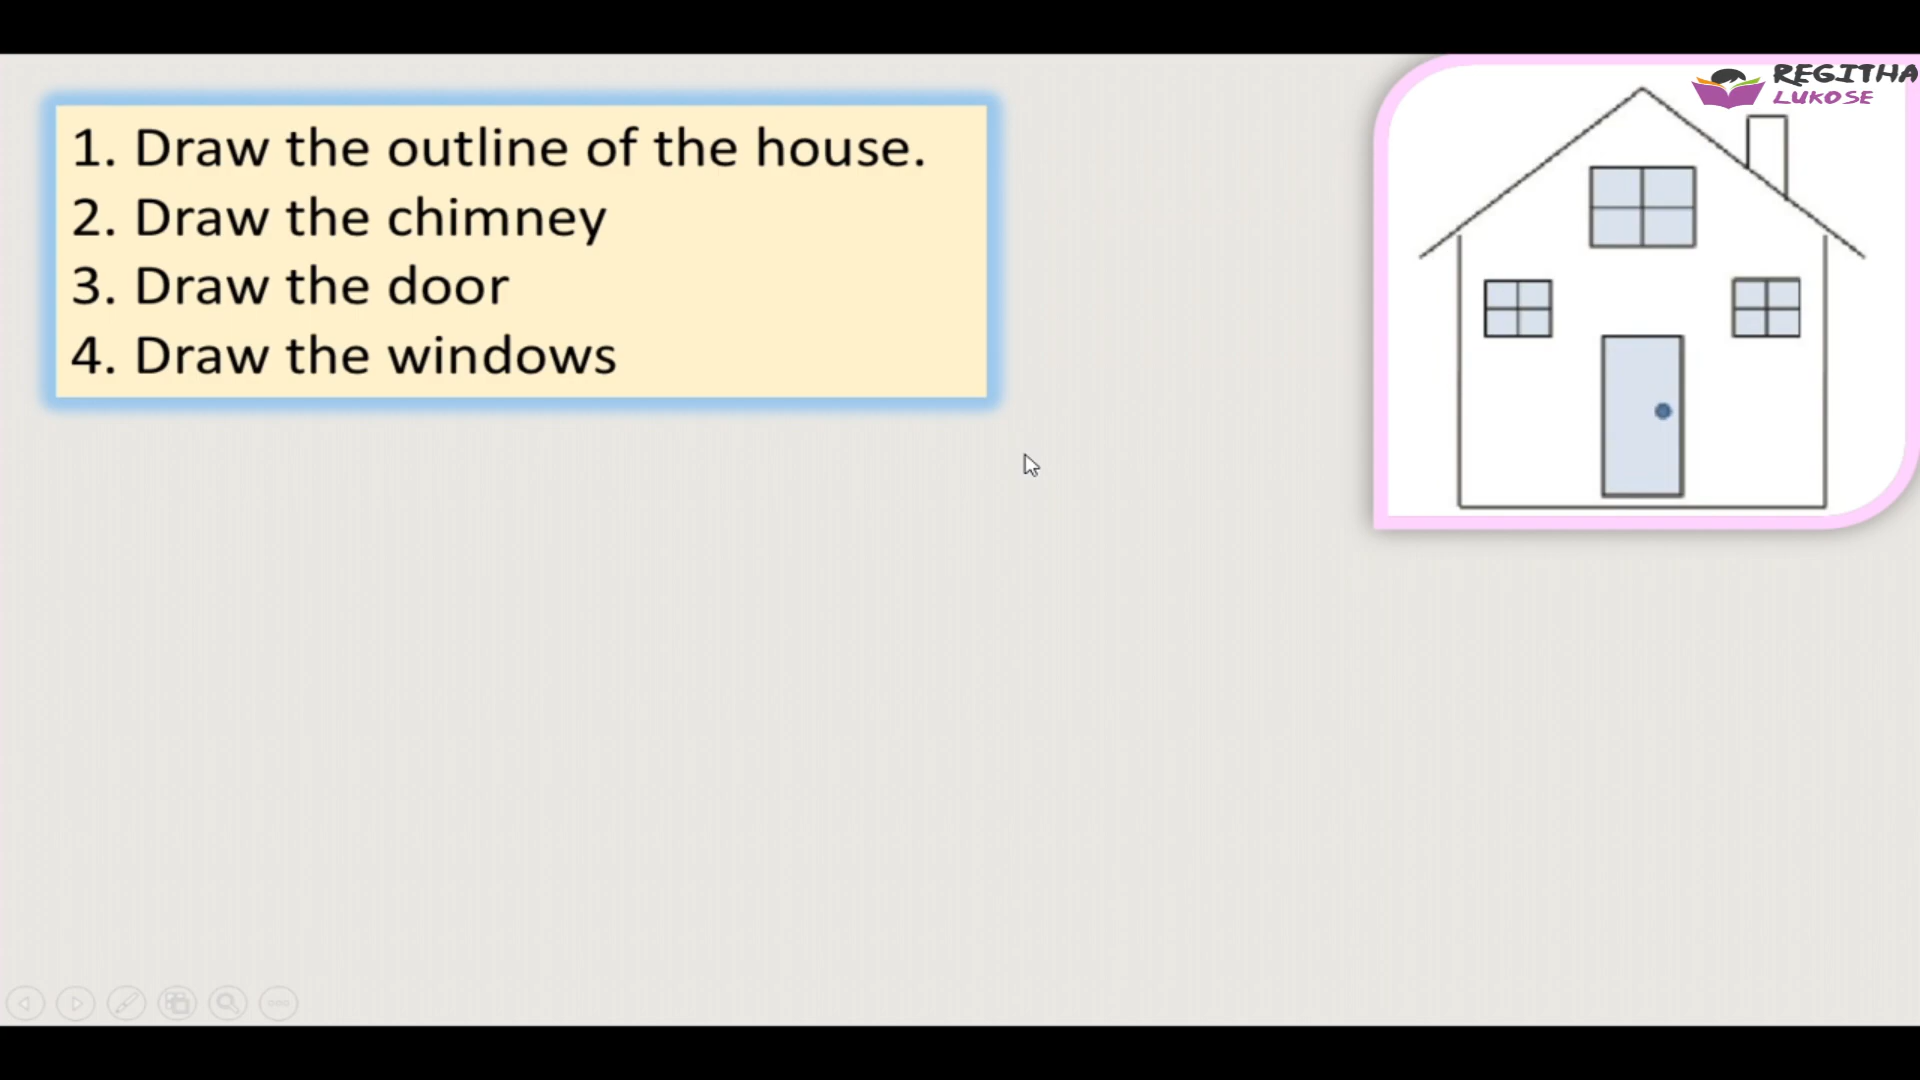 REGITHA
LUKOSE
1. Draw the outline of the house.
2. Draw the chimney
3. Draw the door
4. Draw the windows